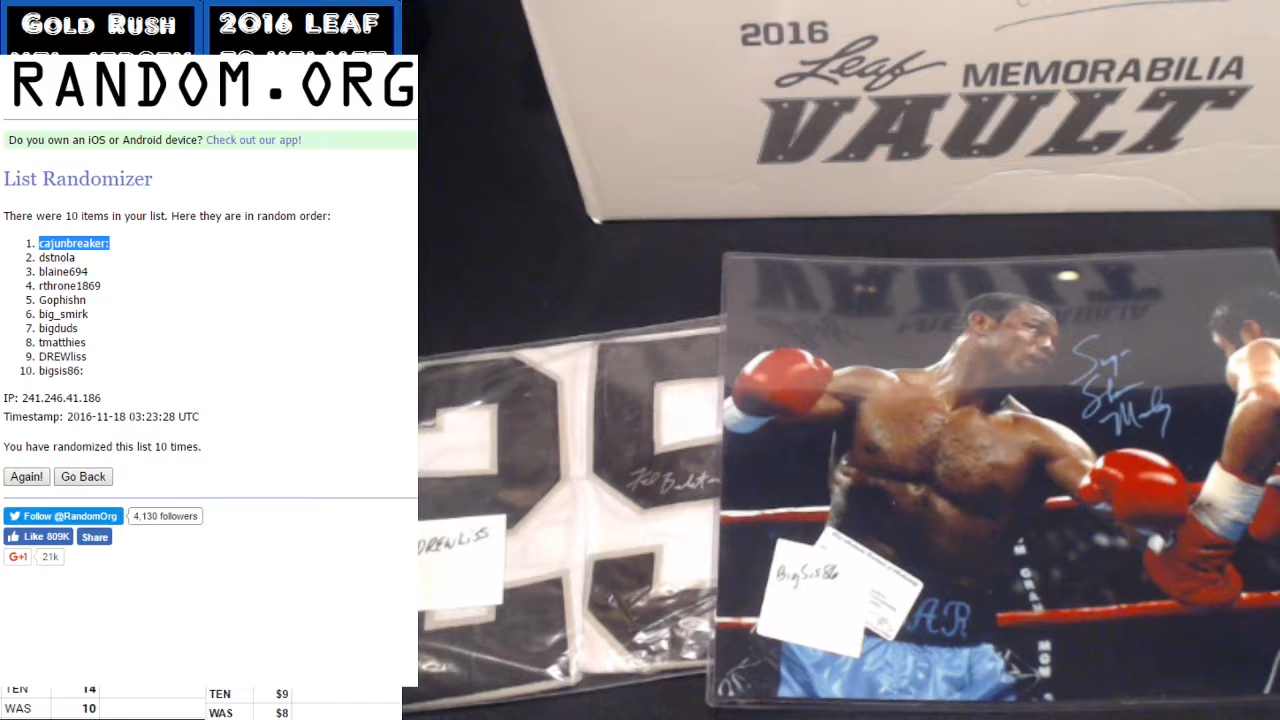 GOLD RUSH
2016 LEAF
RANDOM.ORG
Do you own an iOS or Android device? Check out our app!
List Randomizer
There were 10 items in your list. Here they are in random order:
1. cajunbreaker:
2. dstnola
3. blaine694
4. rthrone1869
5. Gophishn
6. big_smirk
7. bigduds
8. tmatthies
9. DREWliss
10. bigsis86:
IP: 241.246.41.186
Timestamp: 2016-11-18 03:23:28 UTC
You have randomized this list 10 times.
Again! Go Back
Follow @RandomOrg 4,130 followers
Like 809K Share
G+1 21k
TEN 14
WAS 10
TEN $9
WAS $8
2016
Leaf MEMORABILIA
VAULT
DREWLISS
BigSis86
Sugar
Shane
Mosley
AR